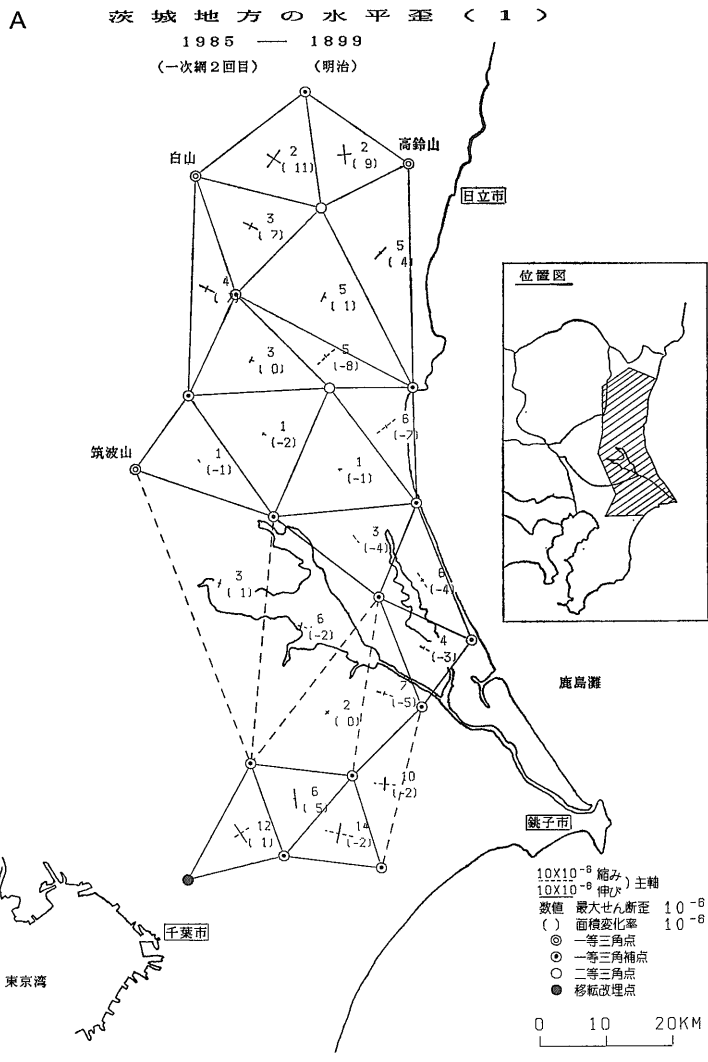 A
茨城地方の水平歪(1)
1985 — 1899
(一次網2回目) (明治)
白山
高鈴山
2
(11)
2
(9)
日立市
3
(7)
5
(4)
位置図
4
5
(1)
3
(0)
5
(-8)
6
(-7)
筑波山
1
(-2)
1
(-1)
1
(-1)
3
(-4)
3
(1)
(-4)
6
(-2)
4
(-3)
鹿島灘
7
(-5)
2
(0)
10
(-2)
6
(5)
12
(1)
14
(-2)
銚子市
10X10⁻⁶ 縮み
10X10⁻⁶ 伸び ) 主軸
数値 最大せん断歪 10⁻⁶
( ) 面積変化率 10⁻⁶
◎ 一等三角点
一等三角補点
○ 二等三角点
● 移転改埋点
千葉市
東京湾
0 10 20KM